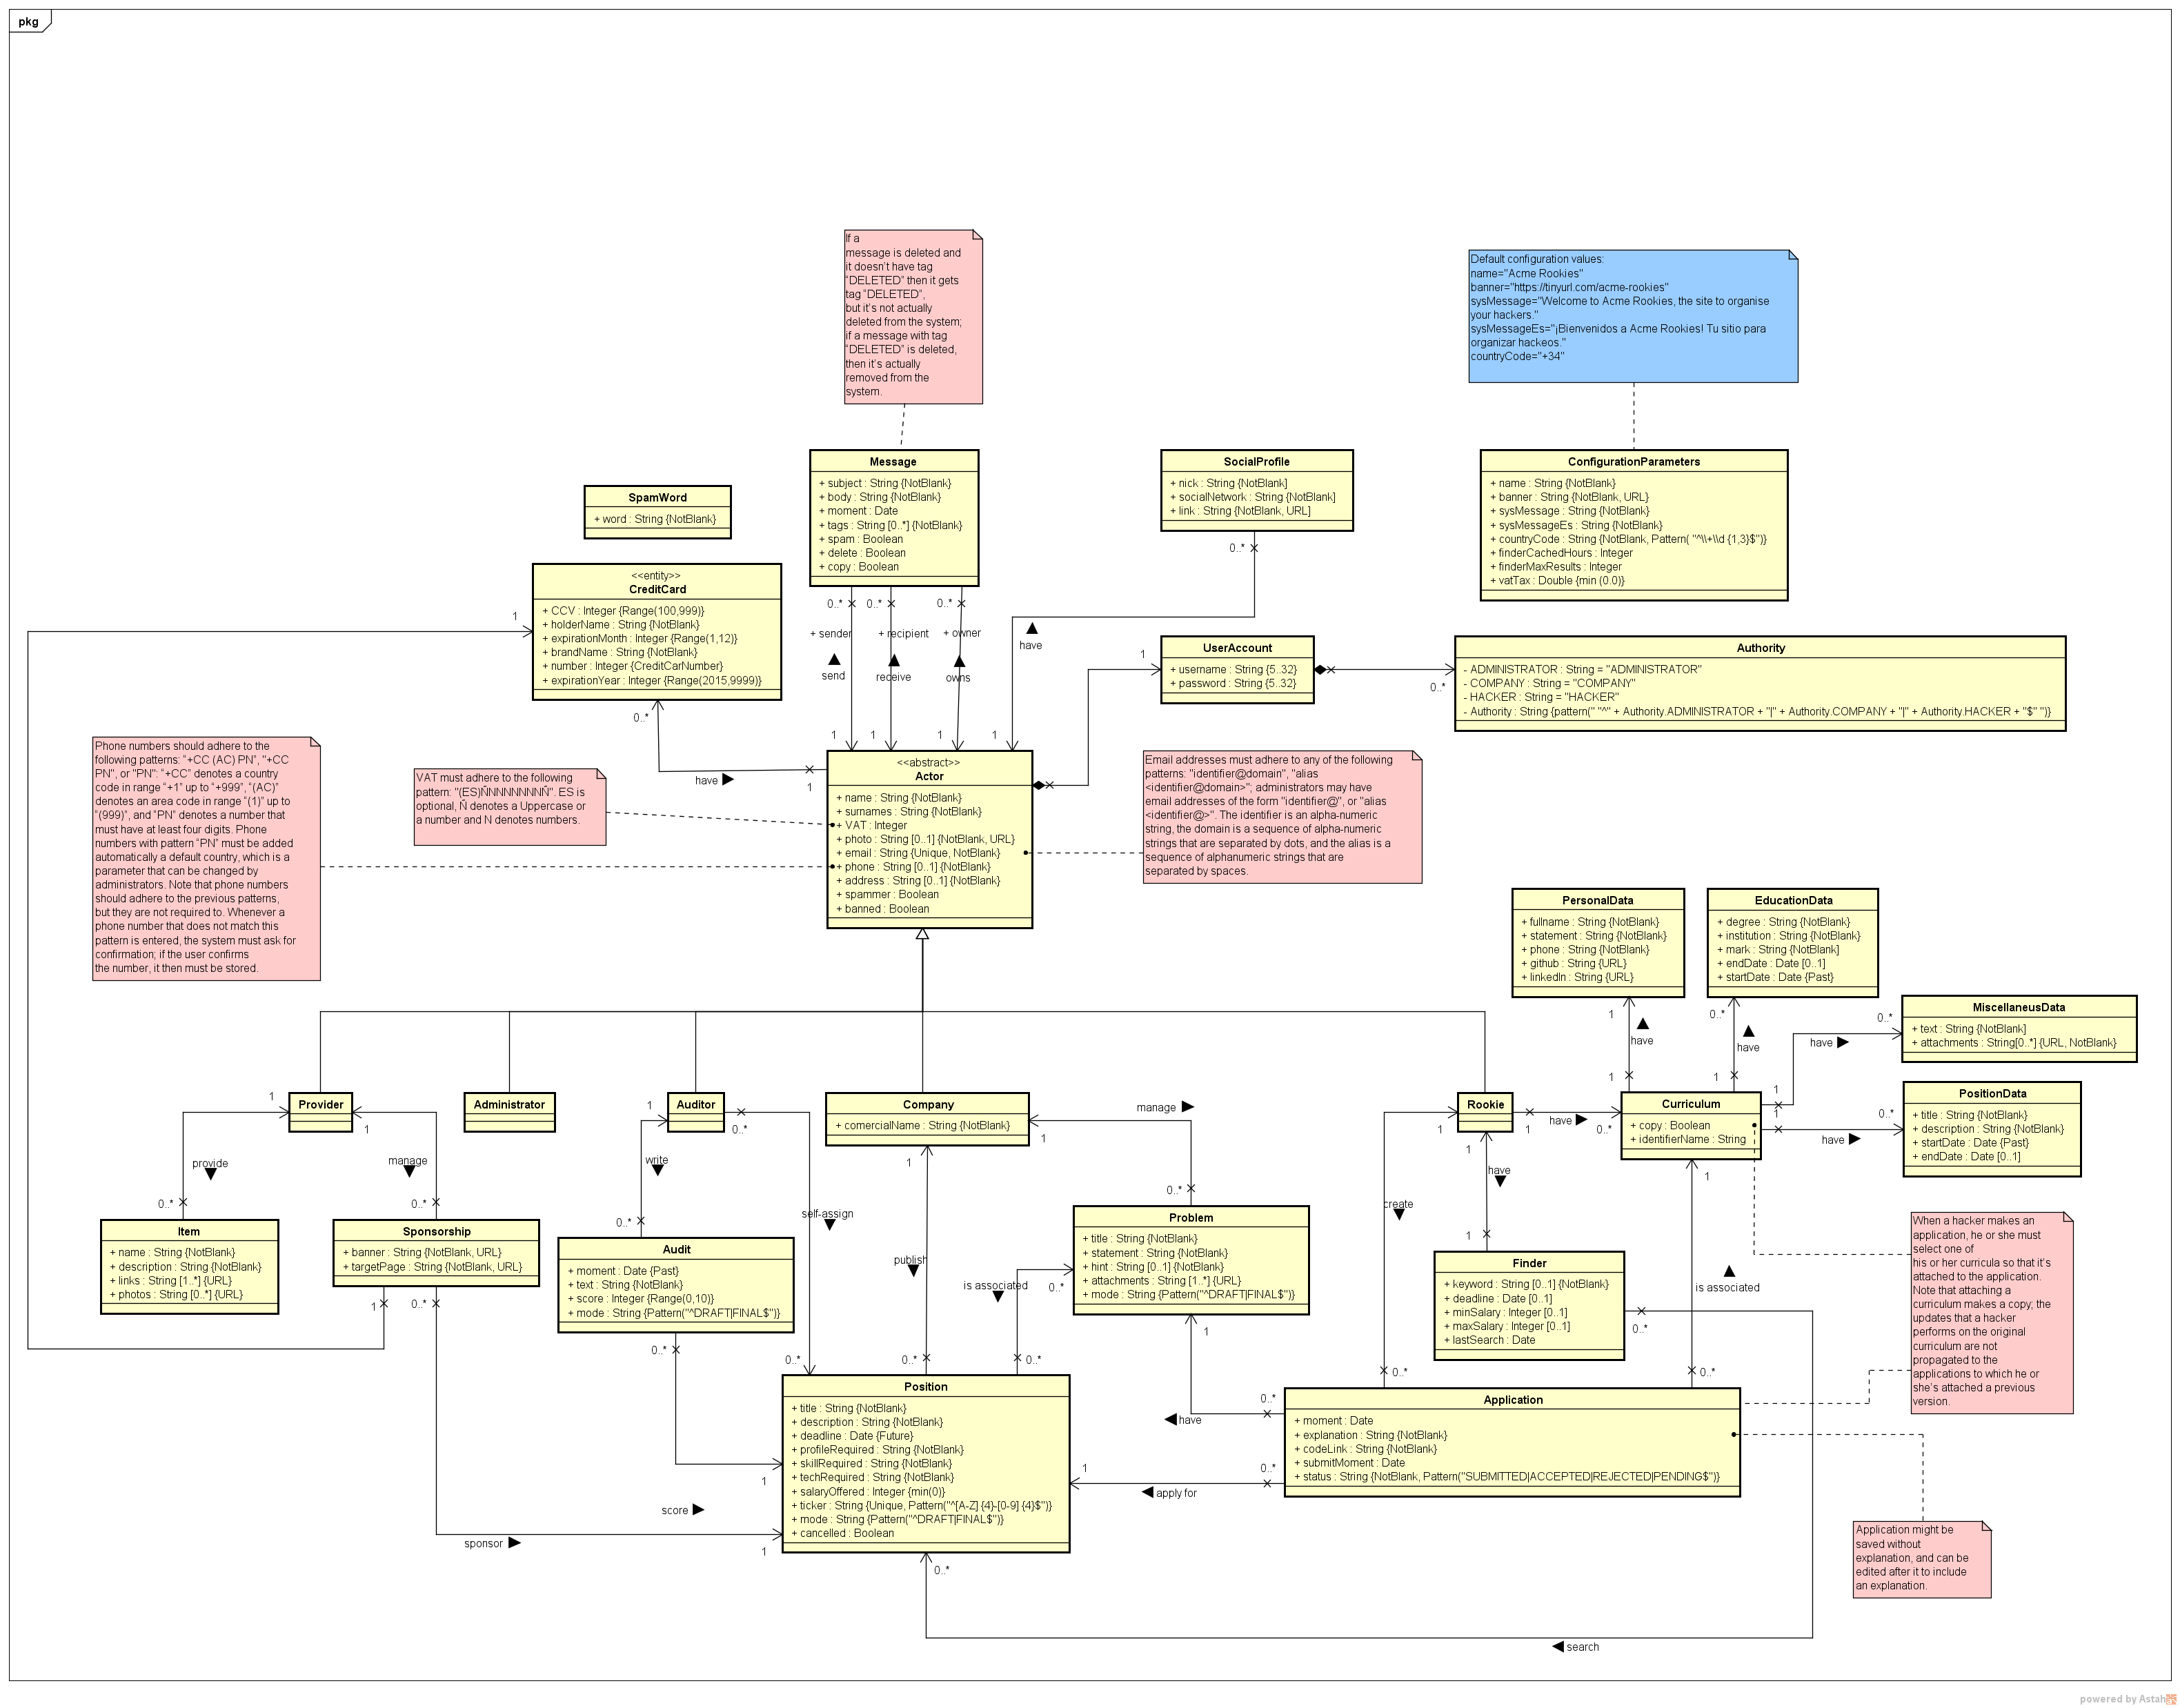 pkg
If a
message is deleted and
it doesn't have tag
"DELETED" then it gets
tag "DELETED",
but it's not actually
deleted from the system;
if a message with tag
"DELETED" is deleted,
then it's actually
removed from the
system.
Default configuration values:
name="Acme Rookies"
banner="https://tinyurl.com/acme-rookies"
sysMessage="Welcome to Acme Rookies, the site to organise
your hackers."
sysMessageEs="¡Bienvenidos a Acme Rookies! Tu sitio para
organizar hackeos."
countryCode="+34"
SpamWord
+ word : String {NotBlank}
Message
+ subject : String {NotBlank}
+ body : String {NotBlank}
+ moment : Date
+ tags : String [0..*] {NotBlank}
+ spam : Boolean
+ delete : Boolean
+ copy : Boolean
SocialProfile
+ nick : String {NotBlank]
+ socialNetwork : String {NotBlank]
+ link : String {NotBlank, URL]
ConfigurationParameters
+ name : String {NotBlank}
+ banner : String {NotBlank, URL}
+ sysMessage : String {NotBlank}
+ sysMessageEs : String {NotBlank}
+ countryCode : String {NotBlank, Pattern( "^\\+\\d {1,3}$")}
+ finderCachedHours : Integer
+ finderMaxResults : Integer
+ vatTax : Double {min (0.0)}
<<entity>>
CreditCard
+ CCV : Integer {Range(100,999)}
+ holderName : String {NotBlank}
+ expirationMonth : Integer {Range(1,12)}
+ brandName : String {NotBlank}
+ number : Integer {CreditCarNumber}
+ expirationYear : Integer {Range(2015,9999)}
1
0..*
0..* 0..* 0..*
+ sender + recipient + owner
send receive owns
1 1 1 1
0..*
have
UserAccount
+ username : String {5..32}
+ password : String {5..32}
1
0..*
Authority
- ADMINISTRATOR : String = "ADMINISTRATOR"
- COMPANY : String = "COMPANY"
- HACKER : String = "HACKER"
- Authority : String {pattern(" "^" + Authority.ADMINISTRATOR + "|" + Authority.COMPANY + "|" + Authority.HACKER + "$" ")}
Phone numbers should adhere to the
following patterns: "+CC (AC) PN", "+CC
PN", or "PN": "+CC" denotes a country
code in range "+1" up to "+999", "(AC)"
denotes an area code in range "(1)" up to
"(999)", and "PN" denotes a number that
must have at least four digits. Phone
numbers with pattern "PN" must be added
automatically a default country, which is a
parameter that can be changed by
administrators. Note that phone numbers
should adhere to the previous patterns,
but they are not required to. Whenever a
phone number that does not match this
pattern is entered, the system must ask for
confirmation; if the user confirms
the number, it then must be stored.
VAT must adhere to the following
pattern: "(ES)ÑNNNNNNNÑ". ES is
optional, Ñ denotes a Uppercase or
a number and N denotes numbers.
have
1
<<abstract>>
Actor
+ name : String {NotBlank}
+ surnames : String {NotBlank}
+ VAT : Integer
+ photo : String [0..1] {NotBlank, URL}
+ email : String {Unique, NotBlank}
+ phone : String [0..1] {NotBlank}
+ address : String [0..1] {NotBlank}
+ spammer : Boolean
+ banned : Boolean
Email addresses must adhere to any of the following
patterns: "identifier@domain", "alias
<identifier@domain>"; administrators may have
email addresses of the form "identifier@", or "alias
<identifier@>". The identifier is an alpha-numeric
string, the domain is a sequence of alpha-numeric
strings that are separated by dots, and the alias is a
sequence of alphanumeric strings that are
separated by spaces.
PersonalData
+ fullname : String {NotBlank}
+ statement : String {NotBlank}
+ phone : String {NotBlank}
+ github : String {URL}
+ linkedIn : String {URL}
EducationData
+ degree : String {NotBlank}
+ institution : String {NotBlank}
+ mark : String {NotBlank]
+ endDate : Date [0..1]
+ startDate : Date {Past}
MiscellaneusData
+ text : String {NotBlank]
+ attachments : String[0..*] {URL, NotBlank}
PositionData
+ title : String {NotBlank}
+ description : String {NotBlank}
+ startDate : Date {Past}
+ endDate : Date [0..1]
1 0..* 0..*
have have have
1 1 1
1 0..*
have
Provider
Administrator
Auditor
Company
+ comercialName : String {NotBlank}
Rookie
Curriculum
+ copy : Boolean
+ identifierName : String
1 have 0..*
1 1
provide manage
0..* 0..*
1 0..*
write
0..*
self-assign
0..*
1
publish
0..*
manage
1
0..*
is associated
0..*
0..*
1
create
0..*
1
have
1
1
is associated
0..*
Item
+ name : String {NotBlank}
+ description : String {NotBlank}
+ links : String [1..*] {URL}
+ photos : String [0..*] {URL}
Sponsorship
+ banner : String {NotBlank, URL}
+ targetPage : String {NotBlank, URL}
1 0..*
Audit
+ moment : Date {Past}
+ text : String {NotBlank}
+ score : Integer {Range(0,10)}
+ mode : String {Pattern("^DRAFT|FINAL$")}
0..*
Problem
+ title : String {NotBlank}
+ statement : String {NotBlank}
+ hint : String [0..1] {NotBlank}
+ attachments : String [1..*] {URL}
+ mode : String {Pattern("^DRAFT|FINAL$")}
Finder
+ keyword : String [0..1] {NotBlank}
+ deadline : Date [0..1]
+ minSalary : Integer [0..1]
+ maxSalary : Integer [0..1]
+ lastSearch : Date
0..*
When a hacker makes an
application, he or she must
select one of
his or her curricula so that it's
attached to the application.
Note that attaching a
curriculum makes a copy; the
updates that a hacker
performs on the original
curriculum are not
propagated to the
applications to which he or
she's attached a previous
version.
Position
+ title : String {NotBlank}
+ description : String {NotBlank}
+ deadline : Date {Future}
+ profileRequired : String {NotBlank}
+ skillRequired : String {NotBlank}
+ techRequired : String {NotBlank}
+ salaryOffered : Integer {min(0)}
+ ticker : String {Unique, Pattern("^[A-Z] {4}-[0-9] {4}$")}
+ mode : String {Pattern("^DRAFT|FINAL$")}
+ cancelled : Boolean
1
score
1
sponsor
1
have
0..*
1
apply for
0..*
Application
+ moment : Date
+ explanation : String {NotBlank}
+ codeLink : String {NotBlank}
+ submitMoment : Date
+ status : String {NotBlank, Pattern("SUBMITTED|ACCEPTED|REJECTED|PENDING$")}
Application might be
saved without
explanation, and can be
edited after it to include
an explanation.
0..*
search
powered by Astah